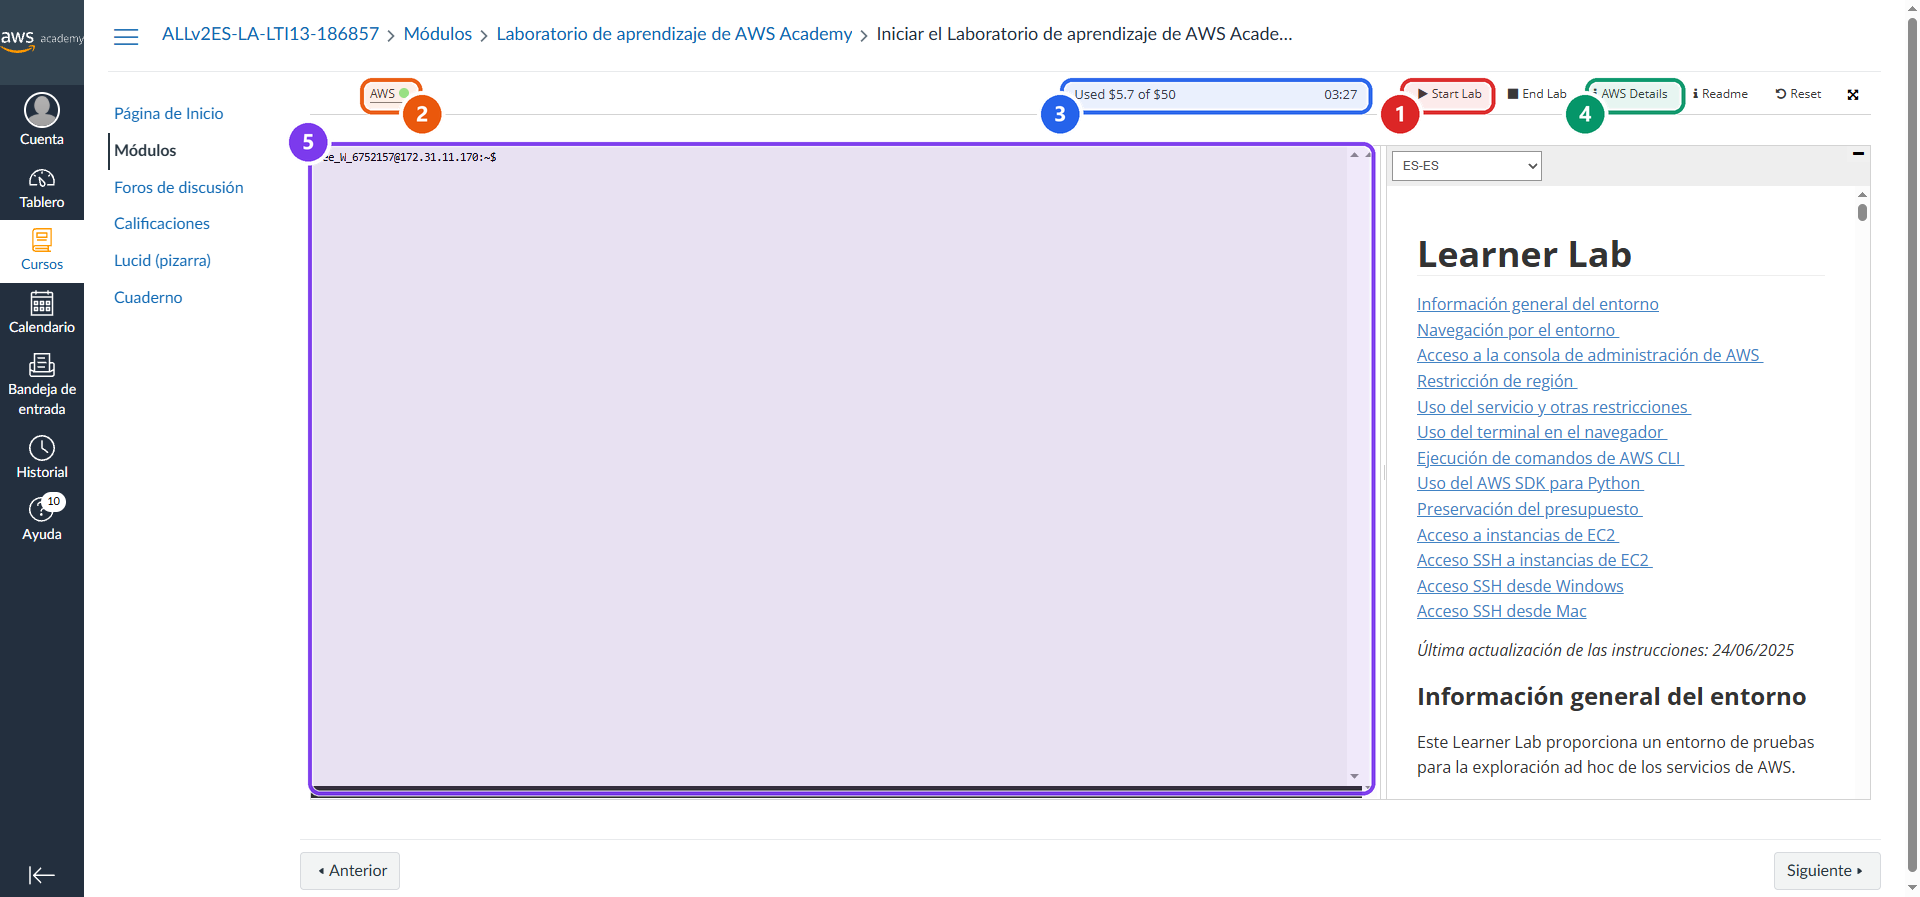 aws academy
Cuenta
Tablero
Cursos
Calendario
Bandeja de
entrada
Historial
10
Ayuda
ALLv2ES-LA-LTI13-186857 > Módulos > Laboratorio de aprendizaje de AWS Academy > Iniciar el Laboratorio de aprendizaje de AWS Acade...
Página de Inicio
Módulos
Foros de discusión
Calificaciones
Lucid (pizarra)
Cuaderno
AWS
2
3
Used $5.7 of $50 03:27
1
Start Lab
End Lab
4
AWS Details
Readme
Reset
5
ee_W_6752157@172.31.11.170:~$
ES-ES
Learner Lab
Información general del entorno
Navegación por el entorno
Acceso a la consola de administración de AWS
Restricción de región
Uso del servicio y otras restricciones
Uso del terminal en el navegador
Ejecución de comandos de AWS CLI
Uso del AWS SDK para Python
Preservación del presupuesto
Acceso a instancias de EC2
Acceso SSH a instancias de EC2
Acceso SSH desde Windows
Acceso SSH desde Mac
Última actualización de las instrucciones: 24/06/2025
Información general del entorno
Este Learner Lab proporciona un entorno de pruebas
para la exploración ad hoc de los servicios de AWS.
Anterior
Siguiente